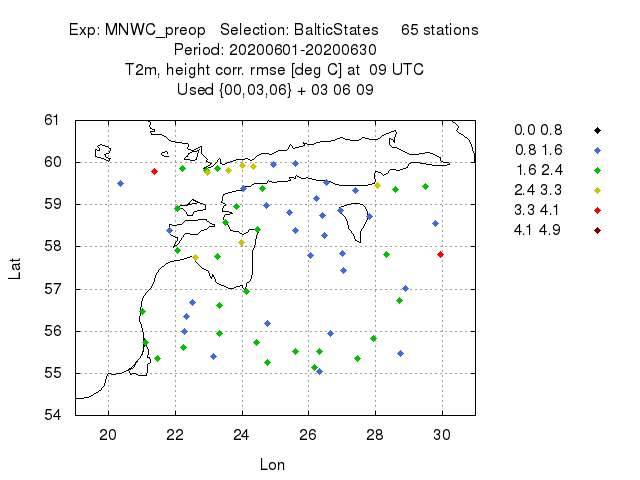 Exp: MNWC_preop Selection: BalticStates 65 stations
Period: 20200601-20200630
T2m, height corr. rmse [deg C] at 09 UTC
Used {00,03,06} + 03 06 09
61
60
59
58
57
56
55
54
Lat
20 22 24 26 28 30
Lon
0.0 0.8
0.8 1.6
1.6 2.4
2.4 3.3
3.3 4.1
4.1 4.9